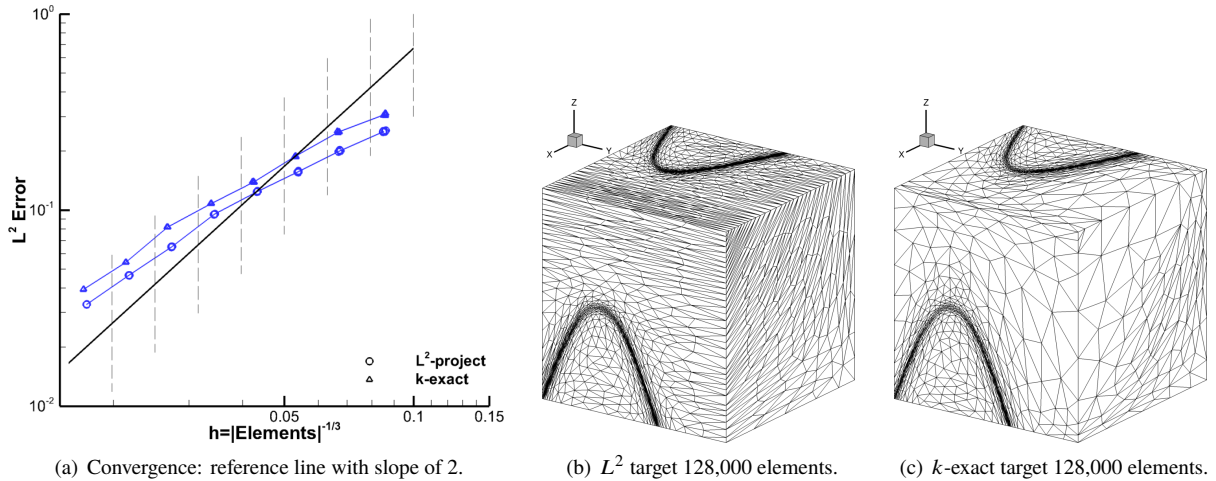 10⁰
10⁻¹
10⁻²
L² Error
L²-project
k-exact
0.05
0.1
0.15
h=|Elements|⁻¹/³
Z
X
Y
Z
X
Y
(a) Convergence: reference line with slope of 2.
(b) L² target 128,000 elements.
(c) k-exact target 128,000 elements.